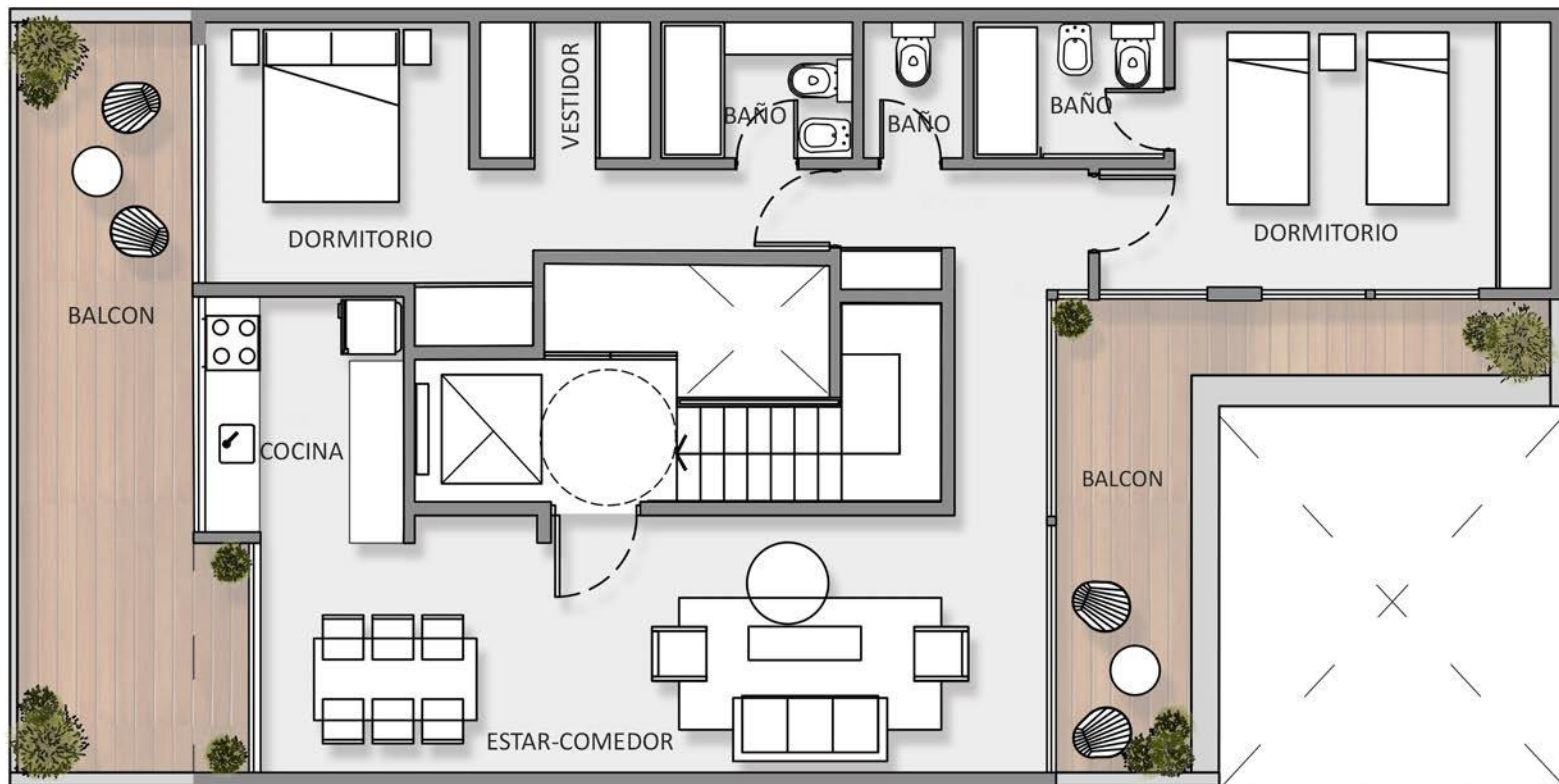 VESTIDOR
BAÑO
BAÑO
BAÑO
DORMITORIO
DORMITORIO
BALCON
COCINA
BALCON
ESTAR-COMEDOR